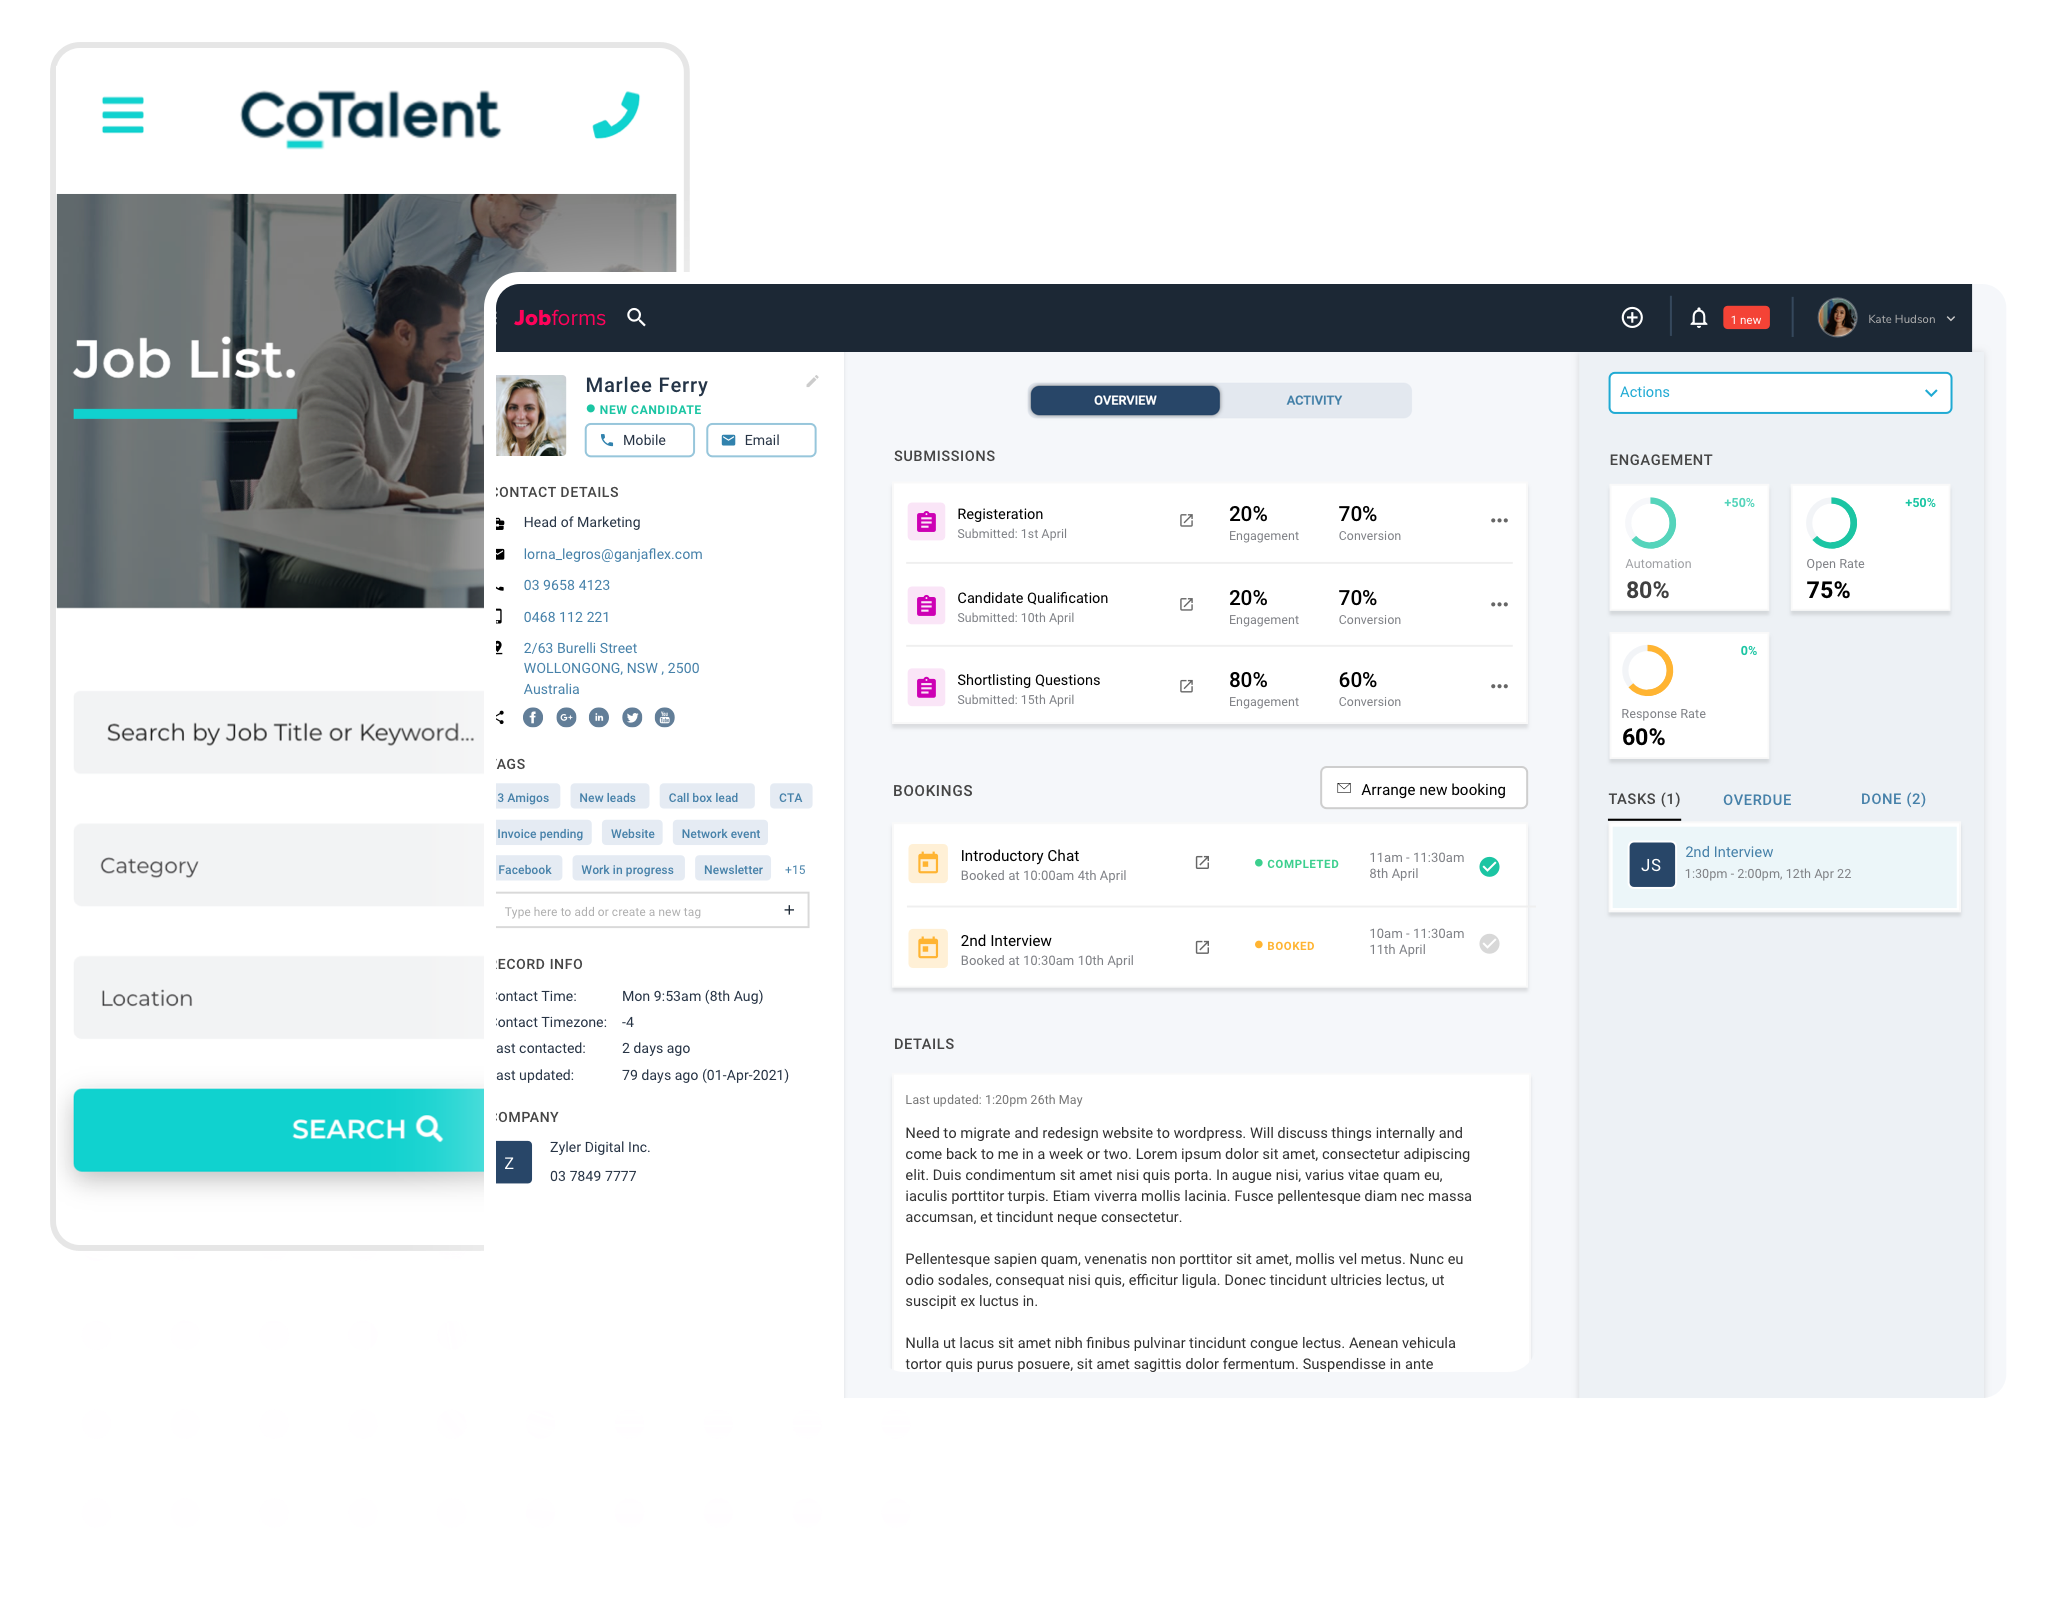 CoTalent
Job List.
Search by Job Title or Keyword...
Category
Location
SEARCH
Jobforms
1 new
Kate Hudson
Marlee Ferry
NEW CANDIDATE
Mobile
Email
CONTACT DETAILS
Head of Marketing
lorna_legros@ganjaflex.com
03 9658 4123
0468 112 221
2/63 Burelli Street
WOLLONGONG, NSW , 2500
Australia
AGS
3 Amigos
New leads
Call box lead
CTA
Invoice pending
Website
Network event
Facebook
Work in progress
Newsletter
+15
Type here to add or create a new tag
+
ECORD INFO
ontact Time:
Mon 9:53am (8th Aug)
ontact Timezone:
-4
ast contacted:
2 days ago
ast updated:
79 days ago (01-Apr-2021)
COMPANY
Z
Zyler Digital Inc.
03 7849 7777
OVERVIEW
ACTIVITY
SUBMISSIONS
Registeration
Submitted: 1st April
20%
Engagement
70%
Conversion
Candidate Qualification
Submitted: 10th April
20%
Engagement
70%
Conversion
Shortlisting Questions
Submitted: 15th April
80%
Engagement
60%
Conversion
BOOKINGS
Arrange new booking
Introductory Chat
Booked at 10:00am 4th April
COMPLETED
11am - 11:30am
8th April
2nd Interview
Booked at 10:30am 10th April
BOOKED
10am - 11:30am
11th April
DETAILS
Last updated: 1:20pm 26th May
Need to migrate and redesign website to wordpress. Will discuss things internally and
come back to me in a week or two. Lorem ipsum dolor sit amet, consectetur adipiscing
elit. Duis condimentum sit amet nisi quis porta. In augue nisi, varius vitae quam eu,
iaculis porttitor turpis. Etiam viverra mollis lacinia. Fusce pellentesque diam nec massa
accumsan, et tincidunt neque consectetur.
Pellentesque sapien quam, venenatis non porttitor sit amet, mollis vel metus. Nunc eu
odio sodales, consequat nisi quis, efficitur ligula. Donec tincidunt ultricies lectus, ut
suscipit ex luctus in.
Nulla ut lacus sit amet nibh finibus pulvinar tincidunt congue lectus. Aenean vehicula
tortor quis purus posuere, sit amet sagittis dolor fermentum. Suspendisse in ante
Actions
ENGAGEMENT
+50%
Automation
80%
+50%
Open Rate
75%
0%
Response Rate
60%
TASKS (1)
OVERDUE
DONE (2)
JS
2nd Interview
1:30pm - 2:00pm, 12th Apr 22